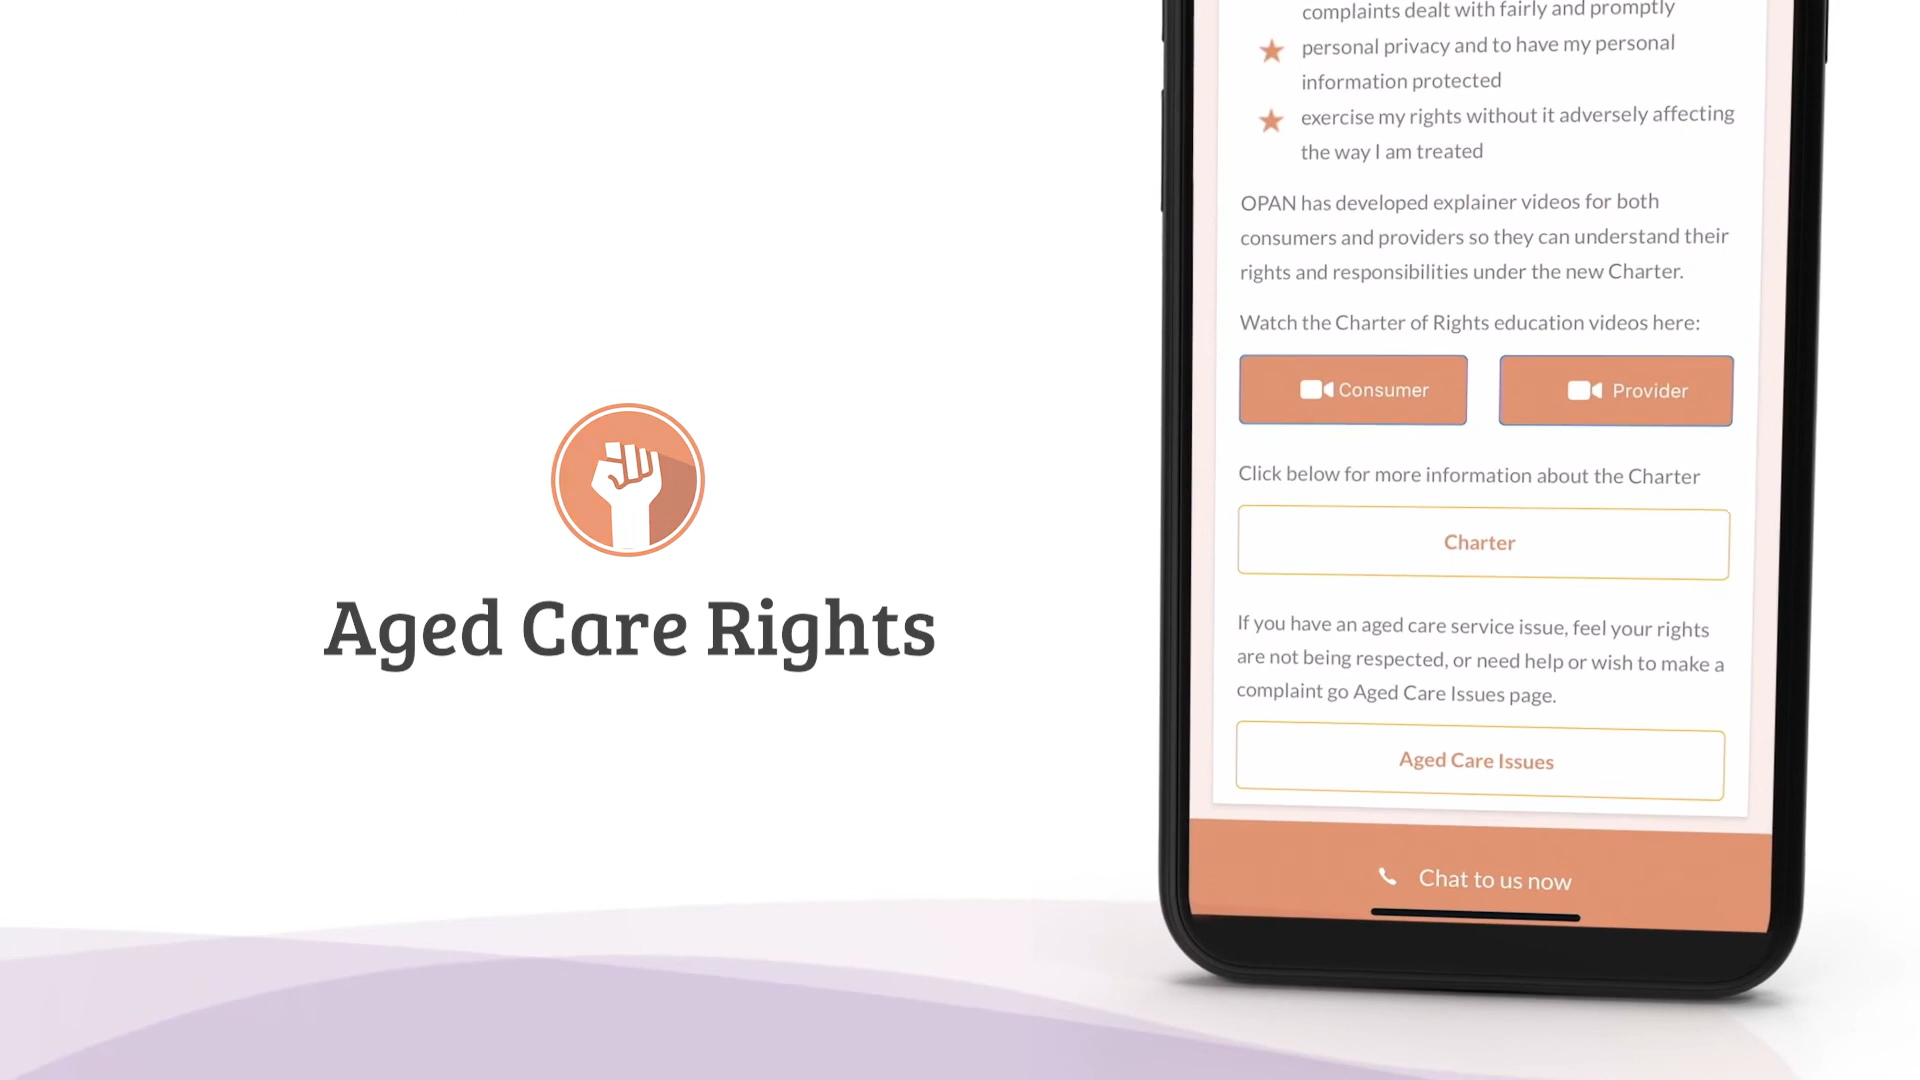 Aged Care Rights
complaints dealt with fairly and promptly
personal privacy and to have my personal
information protected
exercise my rights without it adversely affecting
the way I am treated
OPAN has developed explainer videos for both
consumers and providers so they can understand their
rights and responsibilities under the new Charter.
Watch the Charter of Rights education videos here:
Consumer
Provider
Click below for more information about the Charter
Charter
If you have an aged care service issue, feel your rights
are not being respected, or need help or wish to make a
complaint go Aged Care Issues page.
Aged Care Issues
Chat to us now